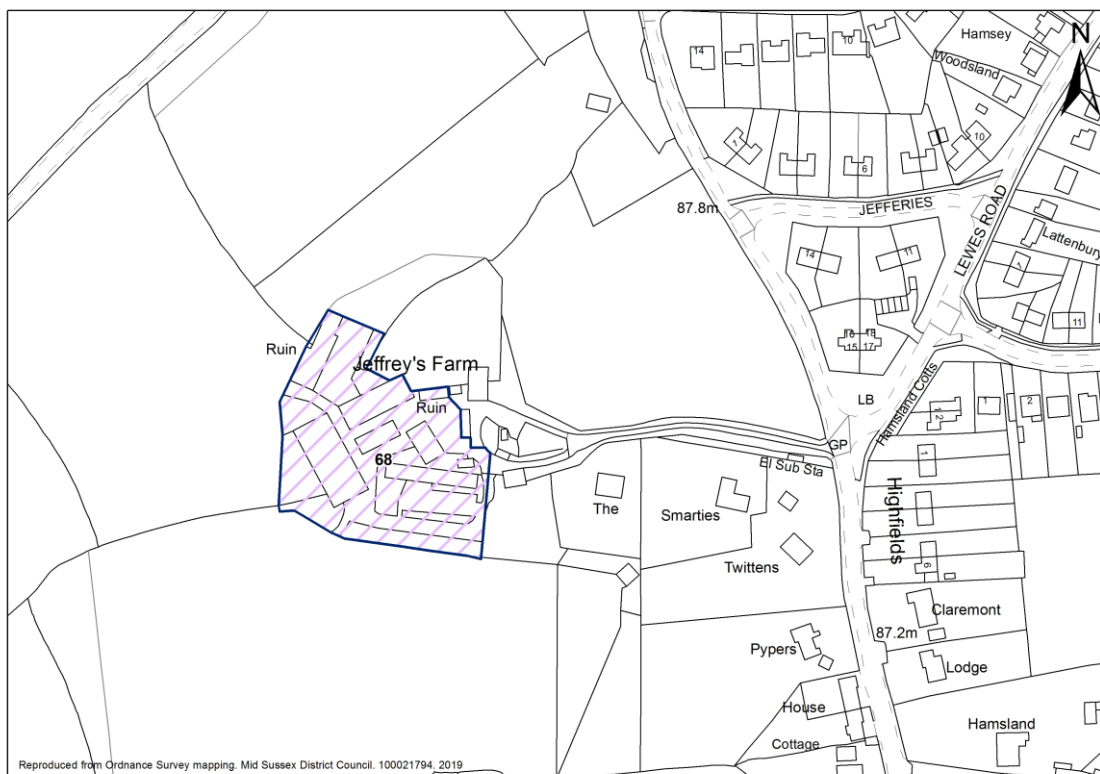 14
10
Hamsey
N
Woodsland
1
6
10
87.8m
JEFFERIES
LEWES ROAD
Lattenbury
14
11
1
11
16
18
15
17
Ruin
Jeffrey's Farm
Ruin
LB
Hamsland Cotts
12
1
2
GP
El Sub Sta
68
1
The
Smarties
Highfields
Twittens
6
Claremont
87.2m
Pypers
Lodge
House
Hamsland
Cottage
Reproduced from Ordnance Survey mapping. Mid Sussex District Council. 100021794. 2019